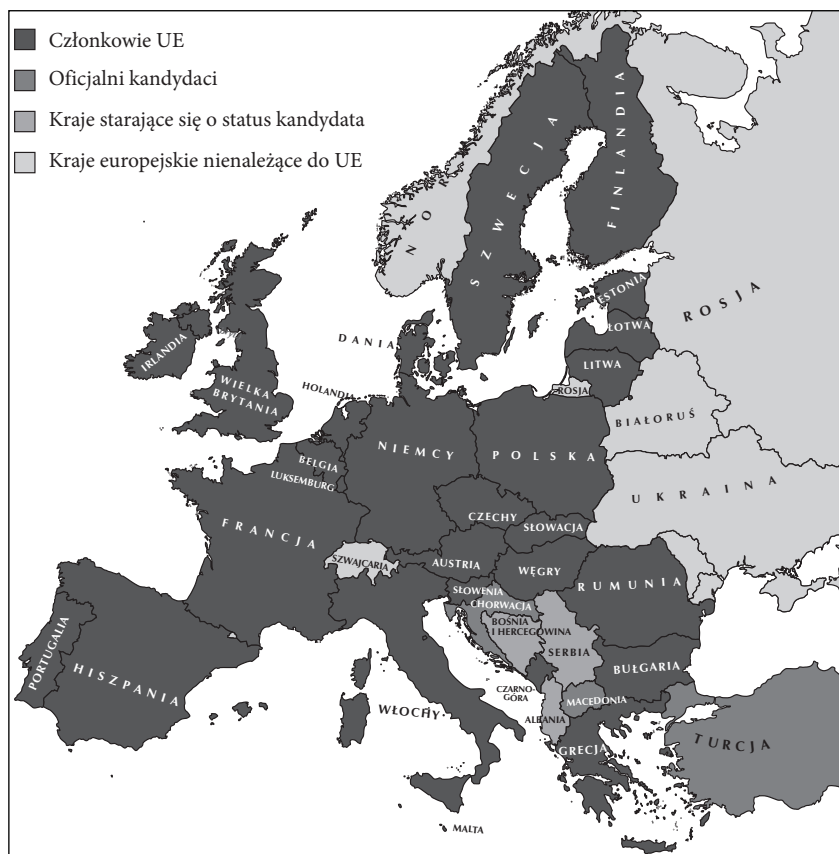 Członkowie UE
Oficjalni kandydaci
Kraje starające się o status kandydata
Kraje europejskie nienależące do UE
NOR
SZWECJA
FINLANDIA
ESTONIA
ŁOTWA
LITWA
ROSJA
ROSJA
DANIA
IRLANDIA
WIELKA
BRYTANIA
HOLANDIA
BIAŁORUŚ
NIEMCY
POLSKA
BELGIA
LUKSEMBURG
UKRAINA
CZECHY
SŁOWACJA
FRANCJA
SZWAJCARIA
AUSTRIA
WĘGRY
RUMUNIA
SŁOWENIA
CHORWACJA
BOŚNIA
I HERCEGOWINA
SERBIA
PORTUGALIA
HISZPANIA
WŁOCHY
CZARNO-
GÓRA
BUŁGARIA
MACEDONIA
ALBANIA
GRECJA
TURCJA
MALTA